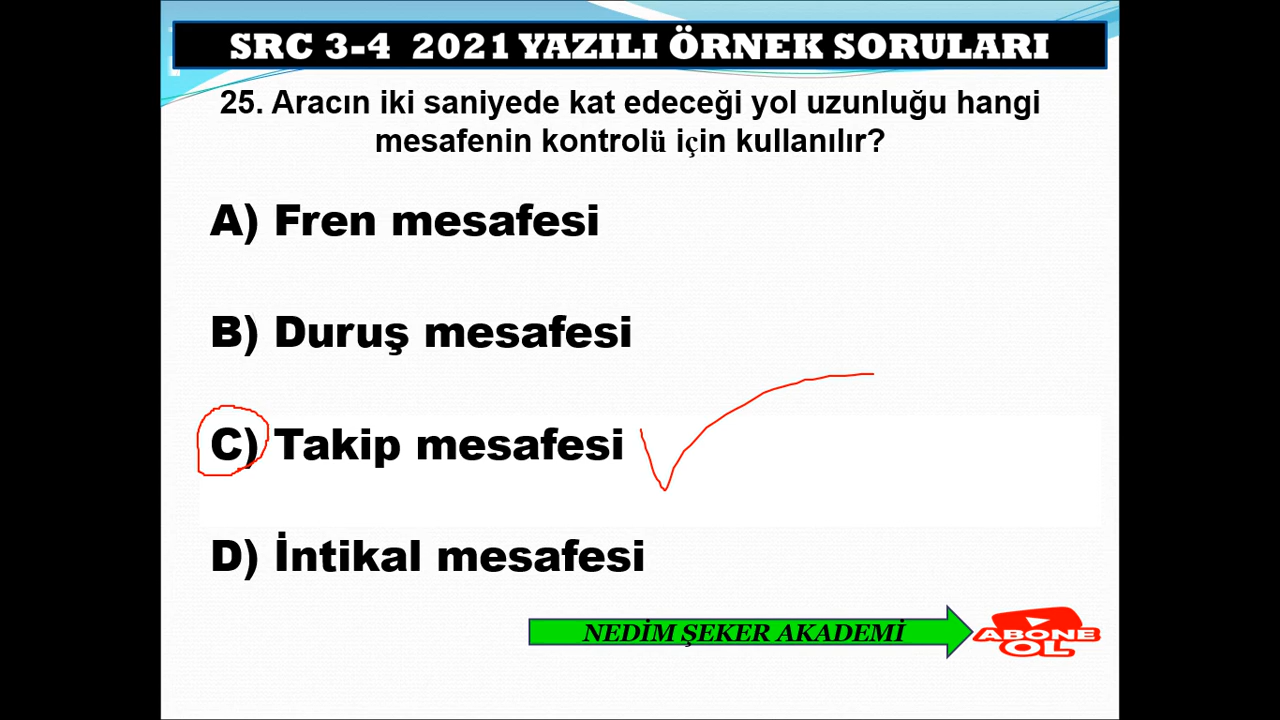 SRC 3-4 2021 YAZILI ÖRNEK SORULARI
25. Aracın iki saniyede kat edeceği yol uzunluğu hangi
mesafenin kontrolü için kullanılır?
A) Fren mesafesi
B) Duruş mesafesi
C) Takip mesafesi
D) İntikal mesafesi
NEDİM ŞEKER AKADEMİ
ABONE
OL